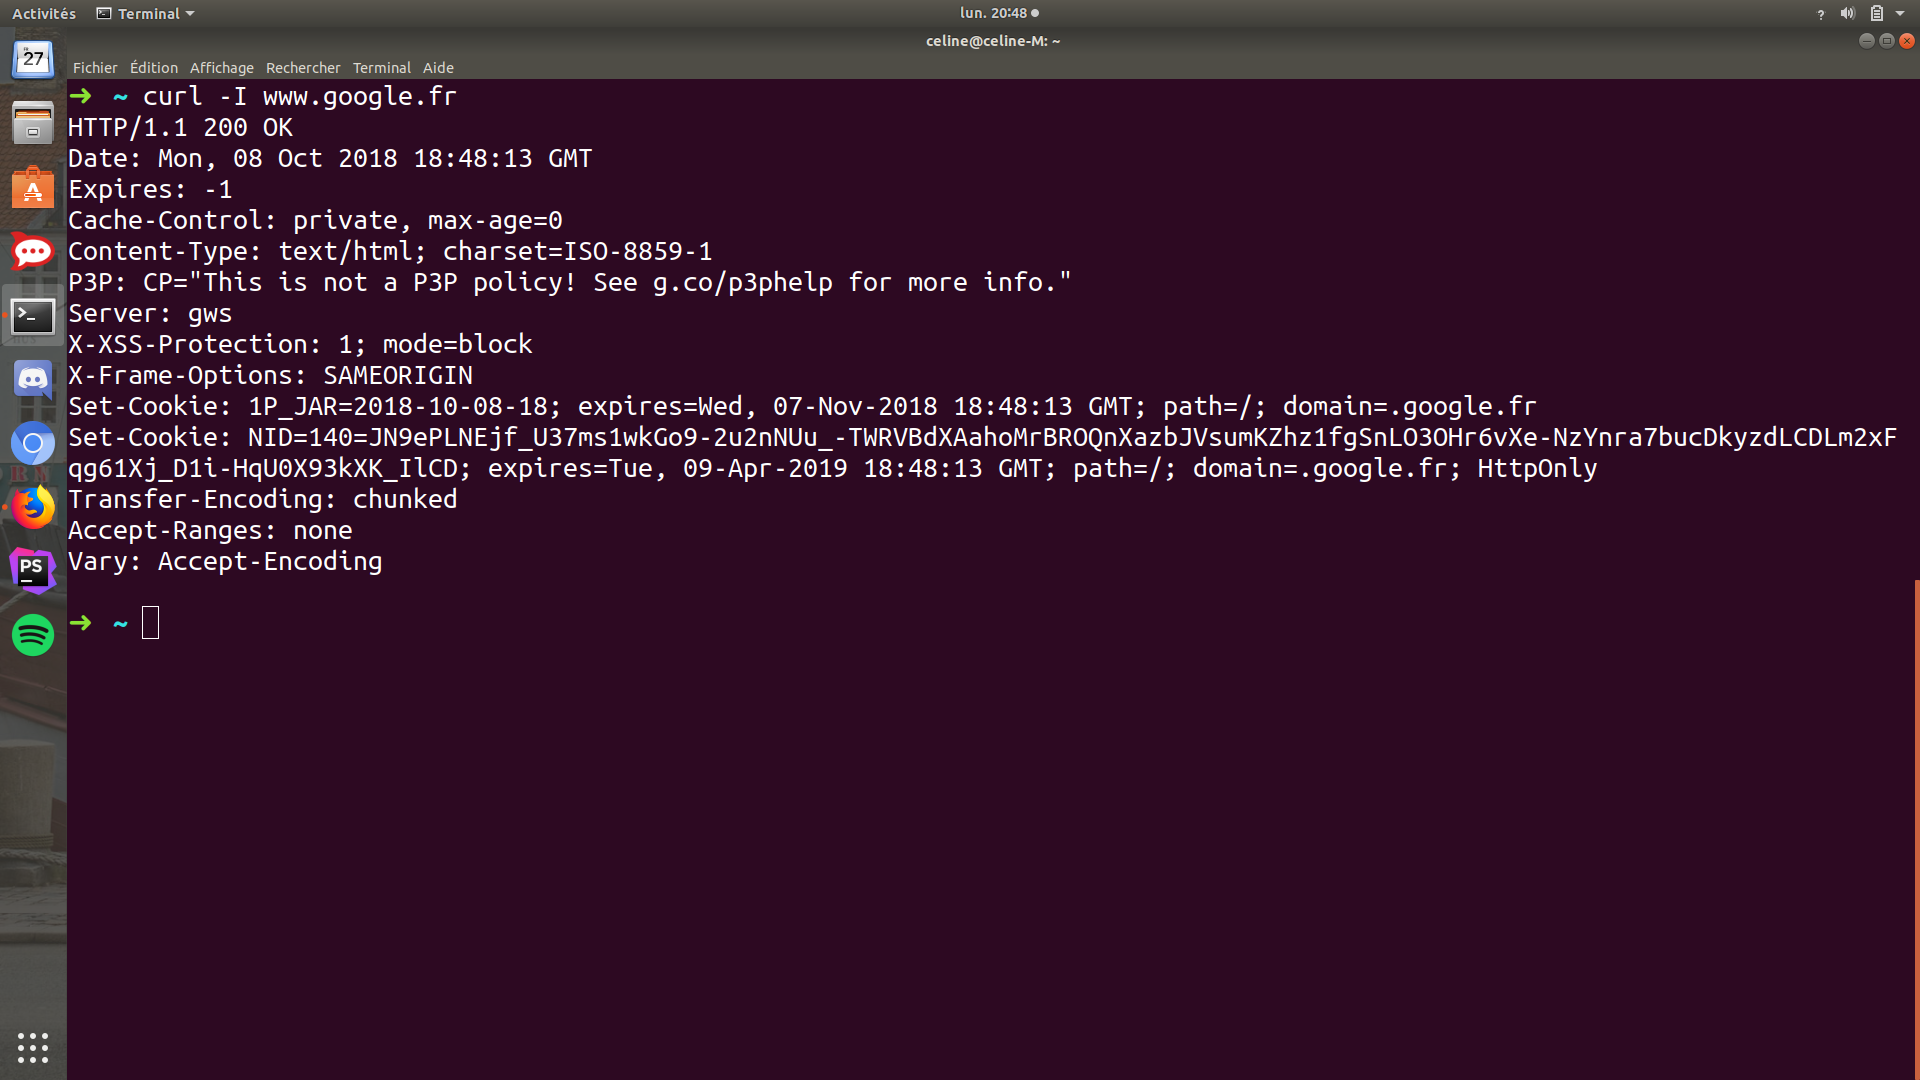 Activités Terminal lun. 20:48 ?
celine@celine-M: ~
27
Fichier Édition Affichage Rechercher Terminal Aide
➜ ~ curl -I www.google.fr
HTTP/1.1 200 OK
Date: Mon, 08 Oct 2018 18:48:13 GMT
Expires: -1
Cache-Control: private, max-age=0
Content-Type: text/html; charset=ISO-8859-1
P3P: CP="This is not a P3P policy! See g.co/p3phelp for more info."
Server: gws
X-XSS-Protection: 1; mode=block
X-Frame-Options: SAMEORIGIN
Set-Cookie: 1P_JAR=2018-10-08-18; expires=Wed, 07-Nov-2018 18:48:13 GMT; path=/; domain=.google.fr
Set-Cookie: NID=140=JN9ePLNEjf_U37ms1wkGo9-2u2nNUu_-TWRVBdXAahoMrBROQnXazbJVsumKZhz1fgSnLO3OHr6vXe-NzYnra7bucDkyzdLCDLm2xF
qg61Xj_D1i-HqU0X93kXK_IlCD; expires=Tue, 09-Apr-2019 18:48:13 GMT; path=/; domain=.google.fr; HttpOnly
Transfer-Encoding: chunked
Accept-Ranges: none
Vary: Accept-Encoding
PS
➜ ~